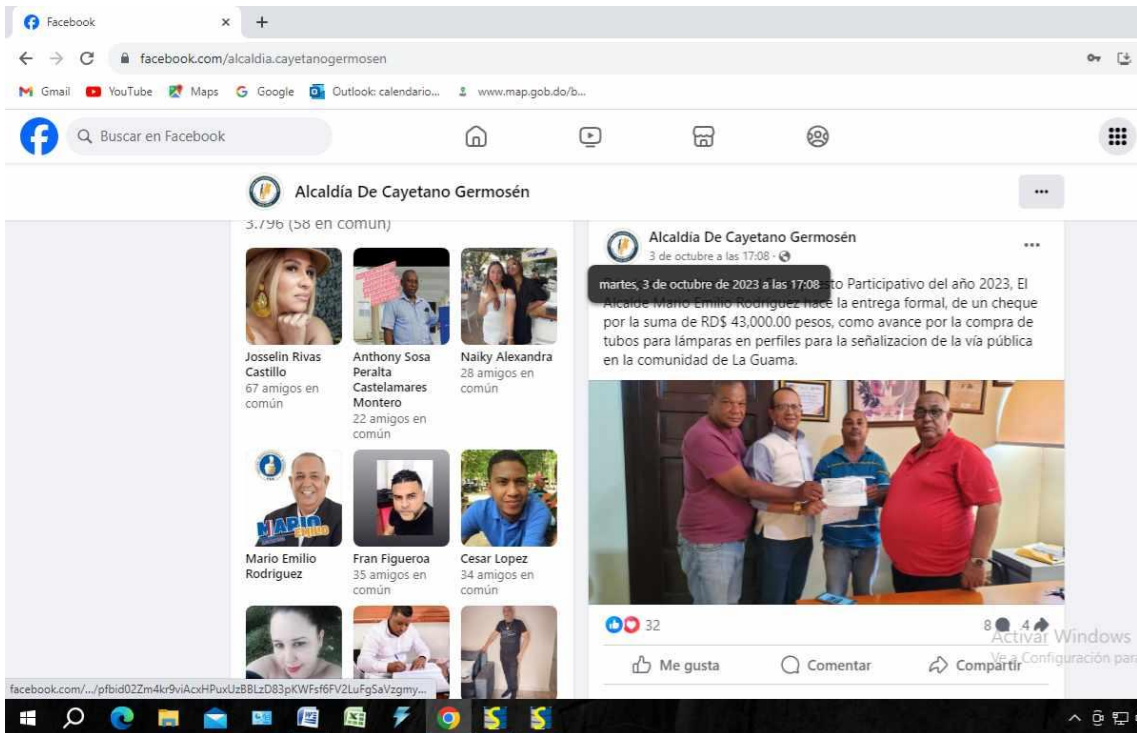 Facebook
facebook.com/alcaldia.cayetanogermosen
Gmail
YouTube
Maps
Google
Outlook: calendario...
www.map.gob.do/b...
Buscar en Facebook
Alcaldía De Cayetano Germosén
3.796 (58 en común)
Josselin Rivas
Castillo
67 amigos en
común
Anthony Sosa
Peralta
Castelamares
Montero
22 amigos en
común
Naiky Alexandra
28 amigos en
común
MARIO
EMILIO
Mario Emilio
Rodriguez
Fran Figueroa
35 amigos en
común
Cesar Lopez
34 amigos en
común
Alcaldía De Cayetano Germosén
3 de octubre a las 17:08
martes, 3 de octubre de 2023 a las 17:08
to Participativo del año 2023, El
Alcalde Mario Emilio Rodriguez hace la entrega formal, de un cheque
por la suma de RD$ 43,000.00 pesos, como avance por la compra de
tubos para lámparas en perfiles para la señalizacion de la vía pública
en la comunidad de La Guama.
32
8
4
Me gusta
Comentar
Compartir
Activar Windows
Ve a Configuración para
facebook.com/.../pfbid02Zm4kr9viAcxHPuxUzBBLzD83pKWFsf6FV2LuFgSaVzgmy...